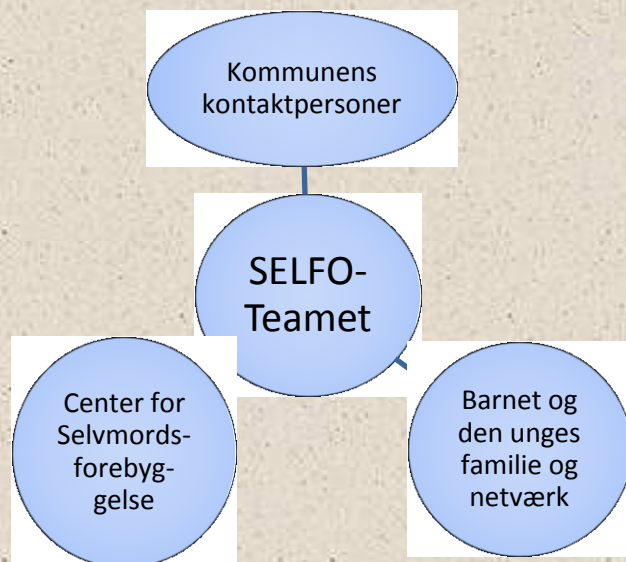 Kommunens
kontaktpersoner
SELFO-
Teamet
Center for
Selvmords-
forebyg-
gelse
Barnet og
den unges
familie og
netværk